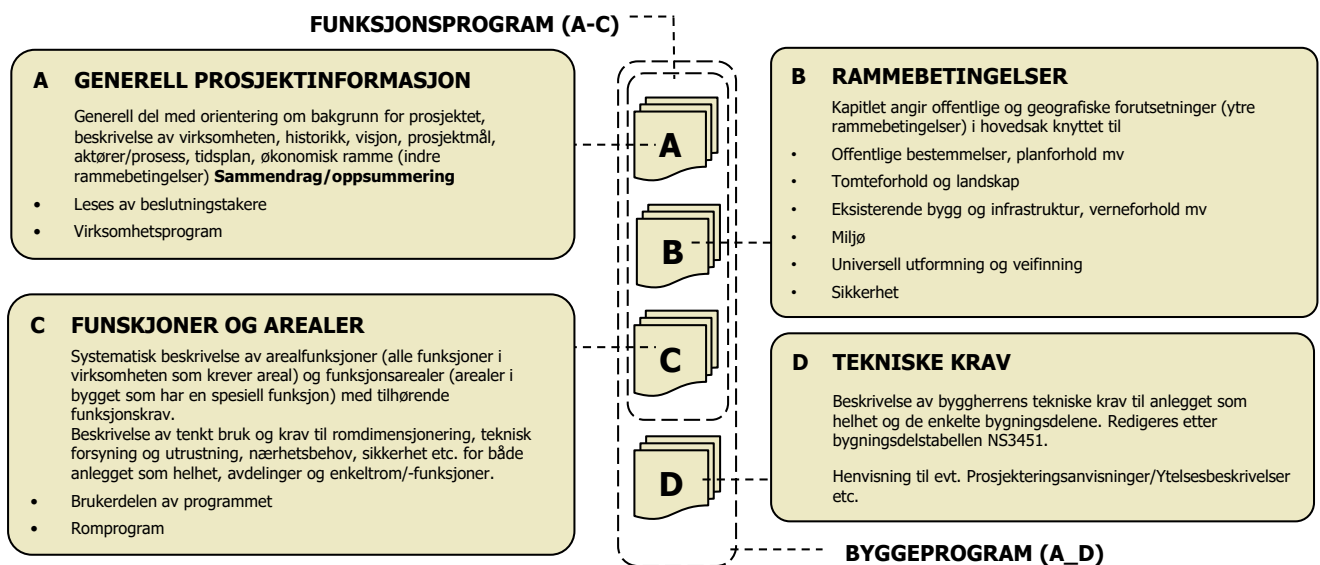 FUNKSJONSPROGRAM (A-C)
A GENERELL PROSJEKTINFORMASJON
Generell del med orientering om bakgrunn for prosjektet,
beskrivelse av virksomheten, historikk, visjon, prosjektmål,
aktører/prosess, tidsplan, økonomisk ramme (indre
rammebetingelser) Sammendrag/oppsummering
• Leses av beslutningstakere
• Virksomhetsprogram
A
B
C
D
B RAMMEBETINGELSER
Kapitlet angir offentlige og geografiske forutsetninger (ytre
rammebetingelser) i hovedsak knyttet til
• Offentlige bestemmelser, planforhold mv
• Tomteforhold og landskap
• Eksisterende bygg og infrastruktur, verneforhold mv
• Miljø
• Universell utformning og veifinning
• Sikkerhet
C FUNSKJONER OG AREALER
Systematisk beskrivelse av arealfunksjoner (alle funksjoner i
virksomheten som krever areal) og funksjonsarealer (arealer i
bygget som har en spesiell funksjon) med tilhørende
funksjonskrav.
Beskrivelse av tenkt bruk og krav til romdimensjonering, teknisk
forsyning og utrustning, nærhetsbehov, sikkerhet etc. for både
anlegget som helhet, avdelinger og enkeltrom/-funksjoner.
• Brukerdelen av programmet
• Romprogram
D TEKNISKE KRAV
Beskrivelse av byggherrens tekniske krav til anlegget som
helhet og de enkelte bygningsdelene. Redigeres etter
bygningsdelstabellen NS3451.
Henvisning til evt. Prosjekteringsanvisninger/Ytelsesbeskrivelser
etc.
BYGGEPROGRAM (A_D)